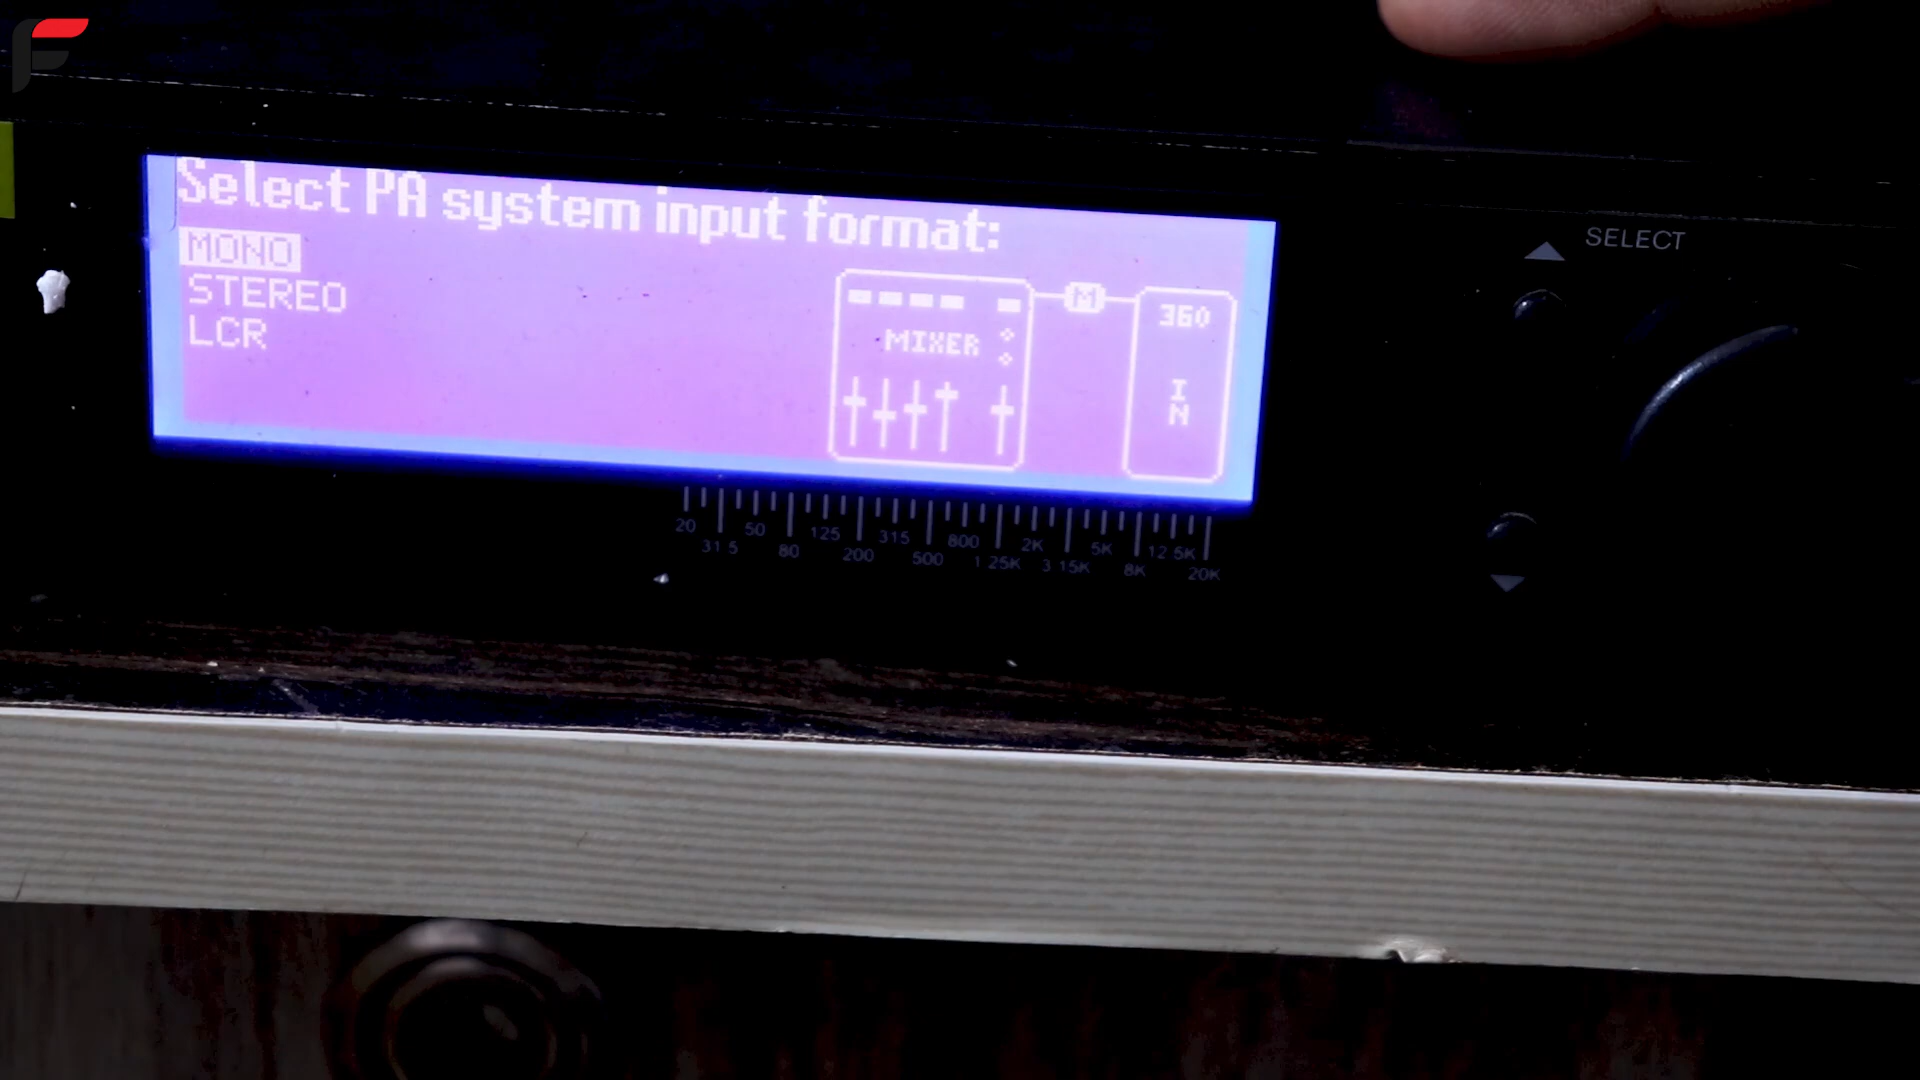 Select PA system input format:
MONO
STEREO
LCR
MIXER
M
360
IN
SELECT
20 50 125 315 800 2K 5K 12 5K
31 5 80 200 500 1 25K 3 15K 8K 20K